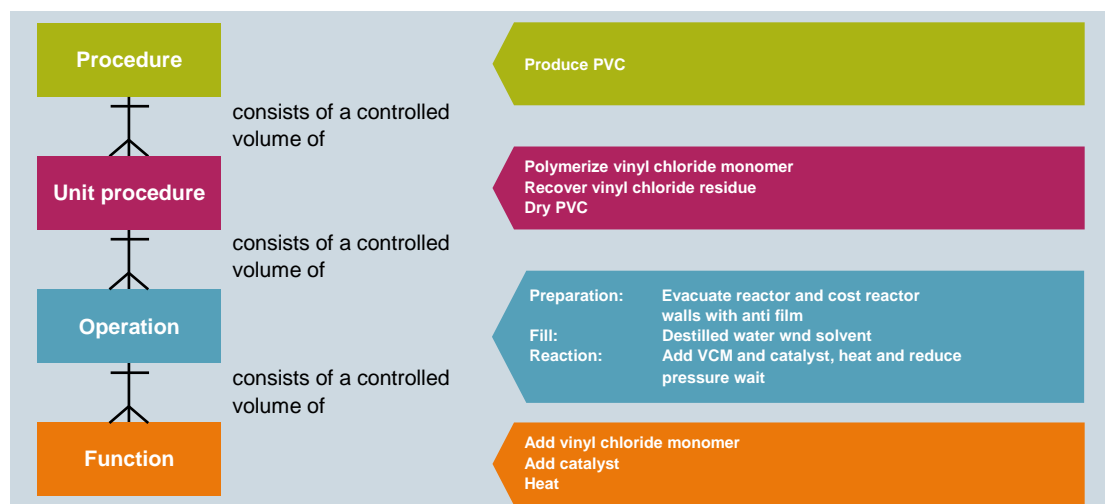 Procedure
Produce PVC
consists of a controlled
volume of
Unit procedure
Polymerize vinyl chloride monomer
Recover vinyl chloride residue
Dry PVC
consists of a controlled
volume of
Operation
Preparation: Evacuate reactor and cost reactor
walls with anti film
Fill: Destilled water wnd solvent
Reaction: Add VCM and catalyst, heat and reduce
pressure wait
consists of a controlled
volume of
Function
Add vinyl chloride monomer
Add catalyst
Heat